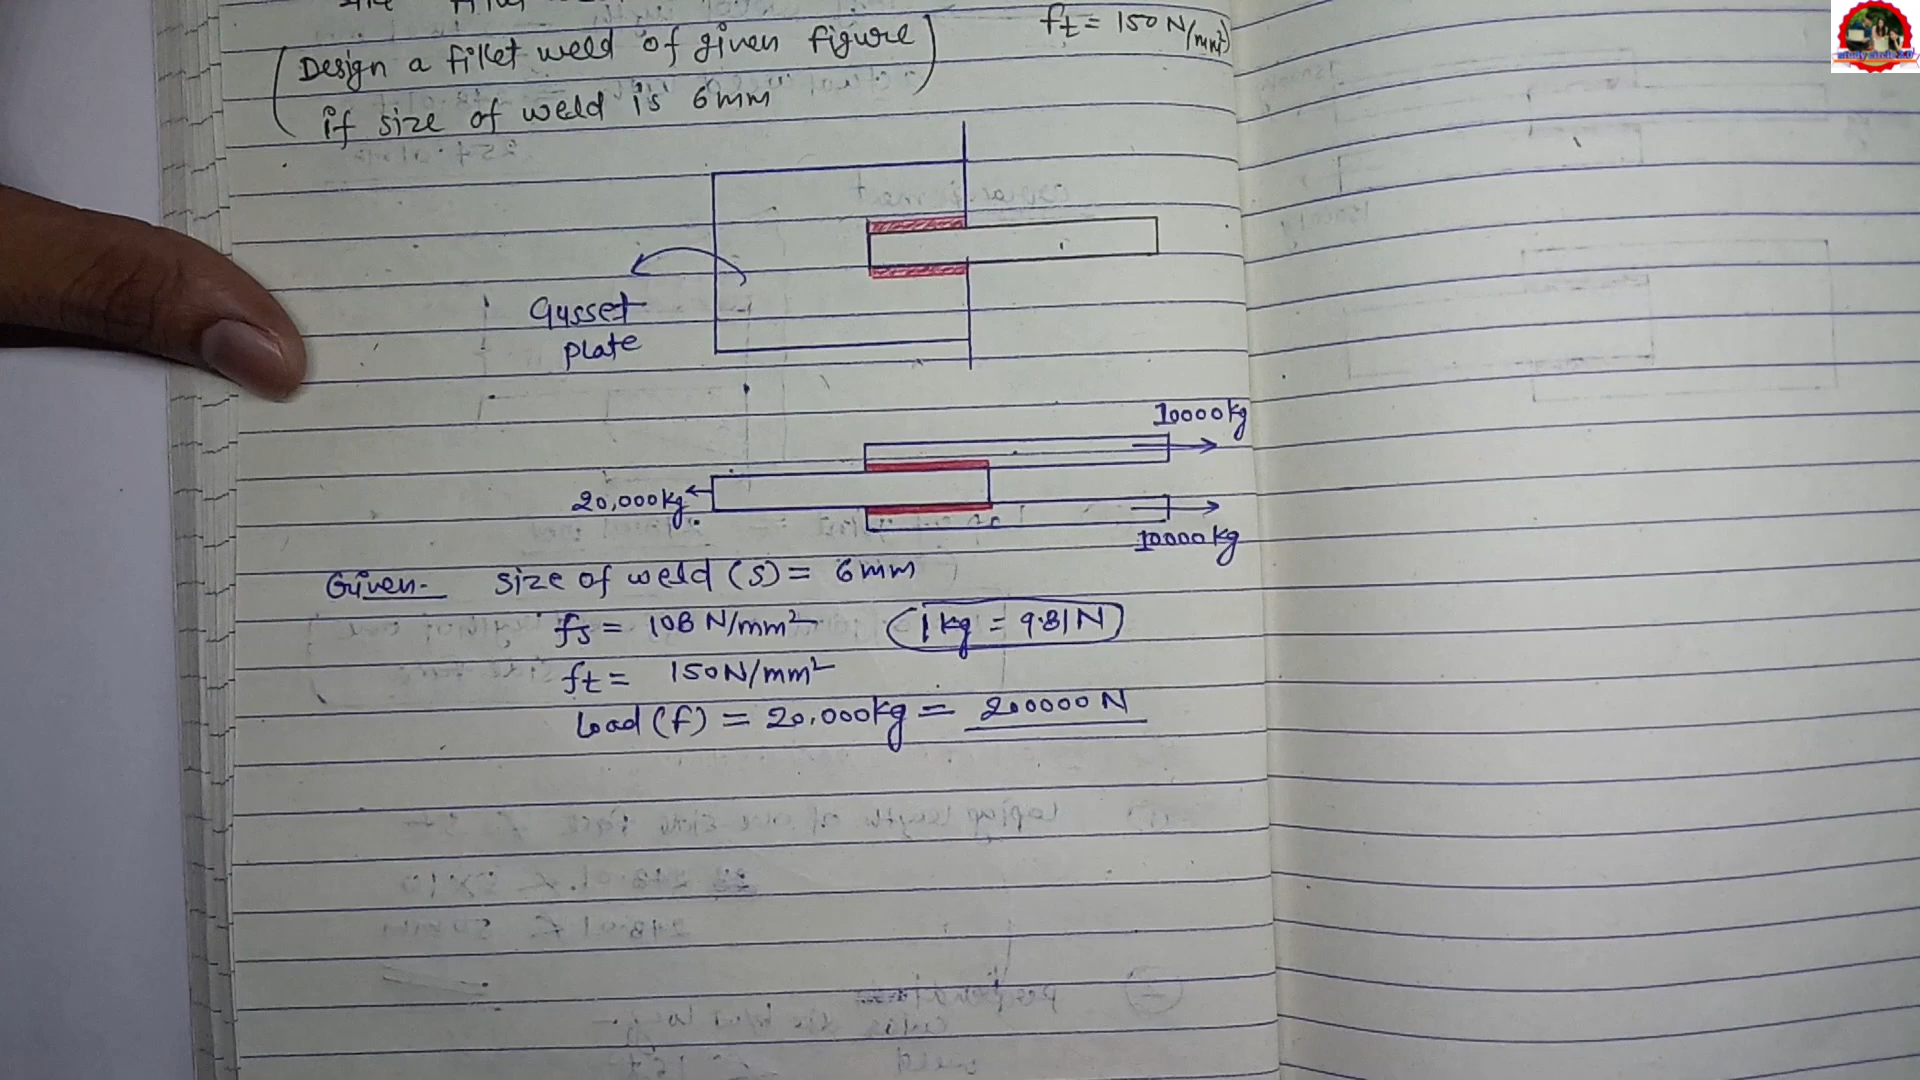 (Design a fillet weld of given figure)
if size of weld is 6mm
ft = 150 N/mm²)
Gusset
plate
10000kg
20,000kg
10000kg
Given- size of weld (s) = 6mm
fs = 108 N/mm² (1 kg = 9.81N)
ft = 150N/mm²
Load (f) = 20,000kg = 200000 N